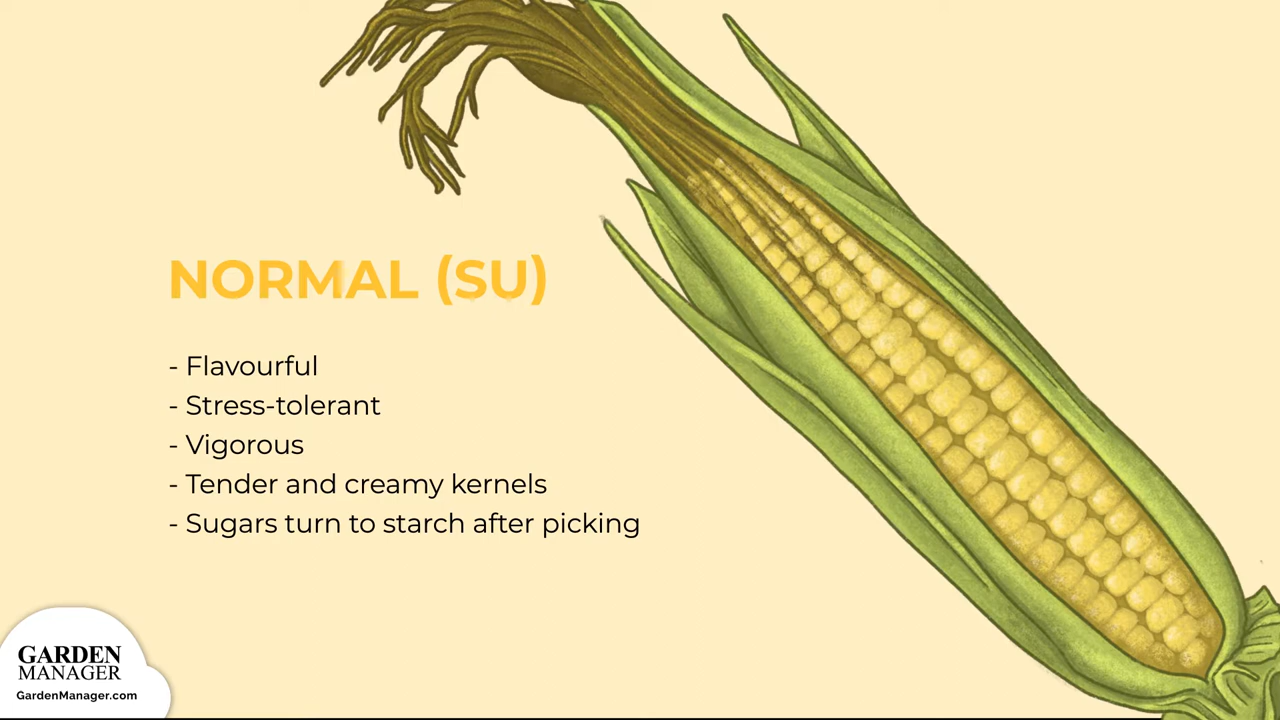 NORMAL (SU)
- Flavourful
- Stress-tolerant
- Vigorous
- Tender and creamy kernels
- Sugars turn to starch after picking
GARDEN
MANAGER
GardenManager.com